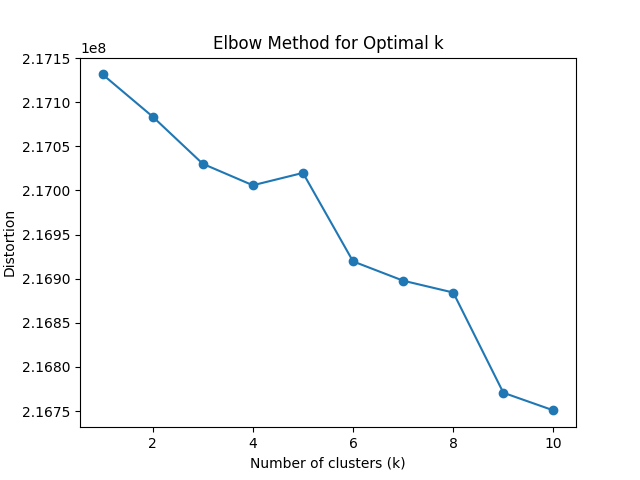 Elbow Method for Optimal k
1e8
2.1715
2.1710
2.1705
2.1700
2.1695
2.1690
2.1685
2.1680
2.1675
Distortion
2 4 6 8 10
Number of clusters (k)